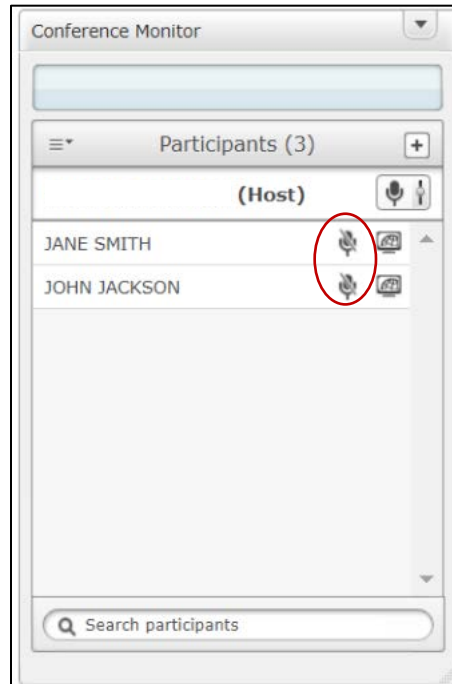 Conference Monitor
Participants (3)
(Host)
JANE SMITH
JOHN JACKSON
Search participants